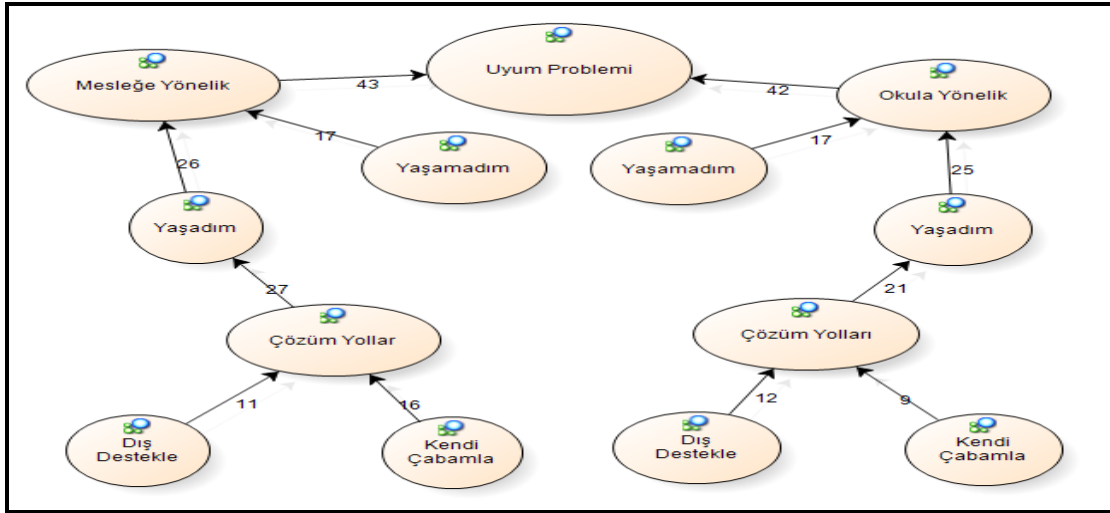 Uyum Problemi
Mesleğe Yönelik
43
42
Okula Yönelik
17
Yaşamadım
Yaşamadım
17
26
25
Yaşadım
Yaşadım
27
21
Çözüm Yollar
Çözüm Yolları
11
16
12
9
Dış
Destekle
Kendi
Çabamla
Dış
Destekle
Kendi
Çabamla